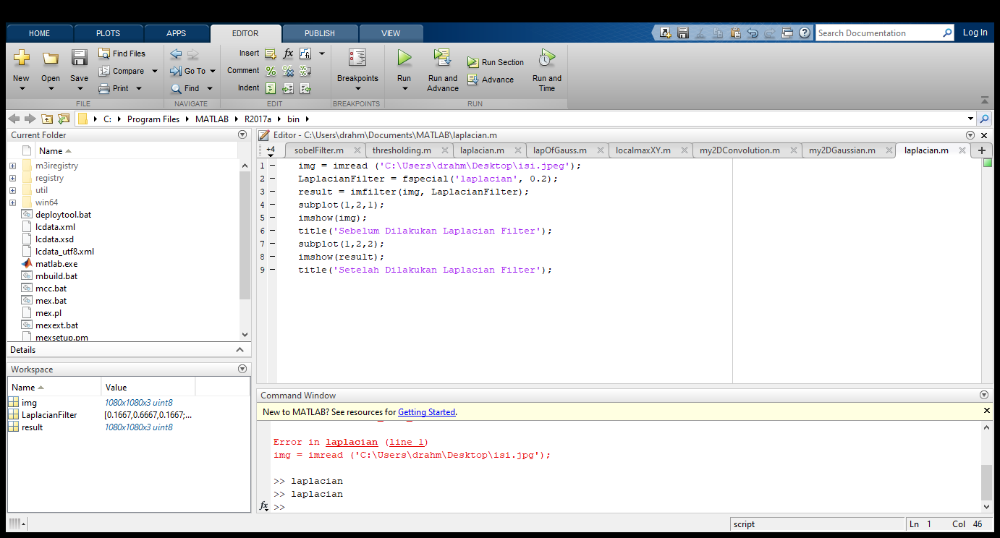 HOME PLOTS APPS EDITOR PUBLISH VIEW Search Documentation Log In
New Open Save Find Files Compare Print
FILE
Go To Find
NAVIGATE
Insert fx
Comment
Indent
EDIT
Breakpoints
BREAKPOINTS
Run Run and Advance Run Section Advance Run and Time
RUN
C: Program Files MATLAB R2017a bin
Current Folder
Name
m3iregistry
registry
util
win64
deploytool.bat
lcdata.xml
lcdata.xsd
lcdata_utf8.xml
matlab.exe
mbuild.bat
mcc.bat
mex.bat
mex.pl
mexext.bat
mexsetup.pm
Details
Workspace
Name Value
img 1080x1080x3 uint8
LaplacianFilter [0.1667,0.6667,0.1667;...
result 1080x1080x3 uint8
Editor - C:\Users\drahm\Documents\MATLAB\laplacian.m
+4 sobelFilter.m thresholding.m laplacian.m lapOfGauss.m localmaxXY.m my2DConvolution.m my2DGaussian.m laplacian.m
1 – img = imread ('C:\Users\drahm\Desktop\isi.jpeg');
2 – LaplacianFilter = fspecial('laplacian', 0.2);
3 – result = imfilter(img, LaplacianFilter);
4 – subplot(1,2,1);
5 – imshow(img);
6 – title('Sebelum Dilakukan Laplacian Filter');
7 – subplot(1,2,2);
8 – imshow(result);
9 – title('Setelah Dilakukan Laplacian Filter');
Command Window
New to MATLAB? See resources for Getting Started.
Error in laplacian (line 1)
img = imread ('C:\Users\drahm\Desktop\isi.jpg');
>> laplacian
>> laplacian
fx >>
script Ln 1 Col 46